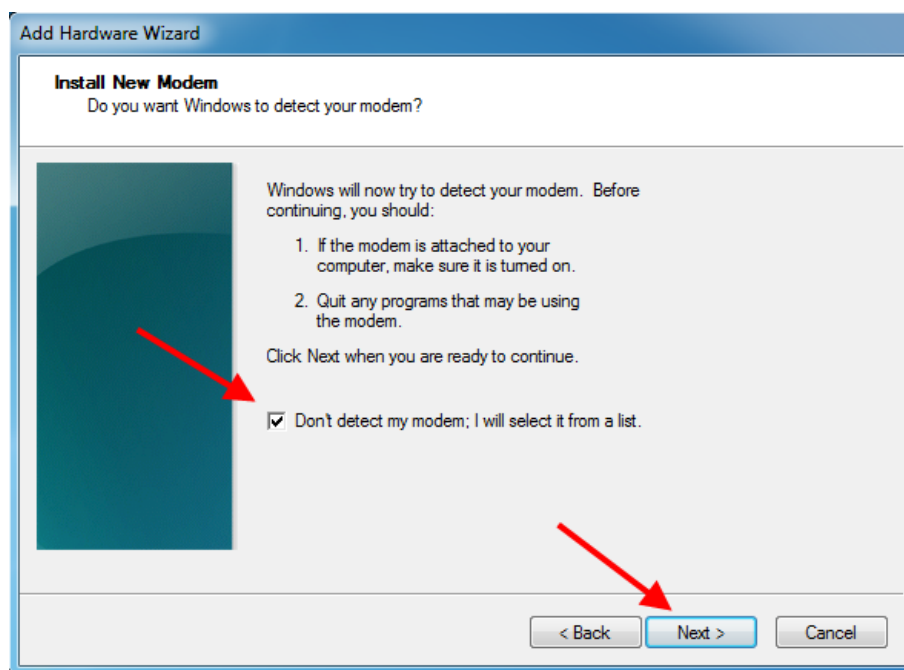 Add Hardware Wizard
Install New Modem
Do you want Windows to detect your modem?
Windows will now try to detect your modem.  Before
continuing, you should:
1. If the modem is attached to your
computer, make sure it is turned on.
2. Quit any programs that may be using
the modem.
Click Next when you are ready to continue.
Don't detect my modem; I will select it from a list.
< Back Next > Cancel